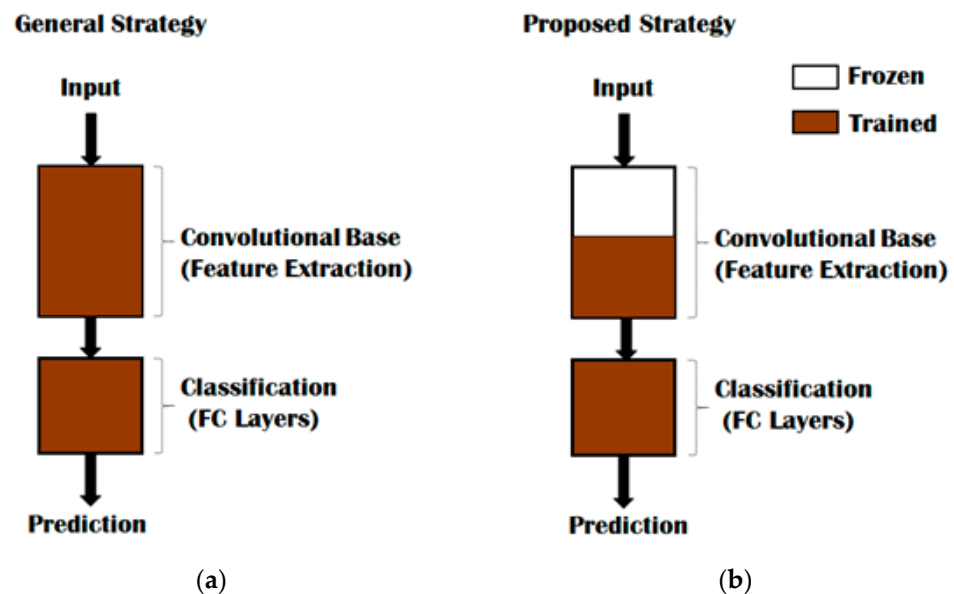 General Strategy
Input
Convolutional Base
(Feature Extraction)
Classification
(FC Layers)
Prediction
(a)
Proposed Strategy
Frozen
Trained
Input
Convolutional Base
(Feature Extraction)
Classification
(FC Layers)
Prediction
(b)